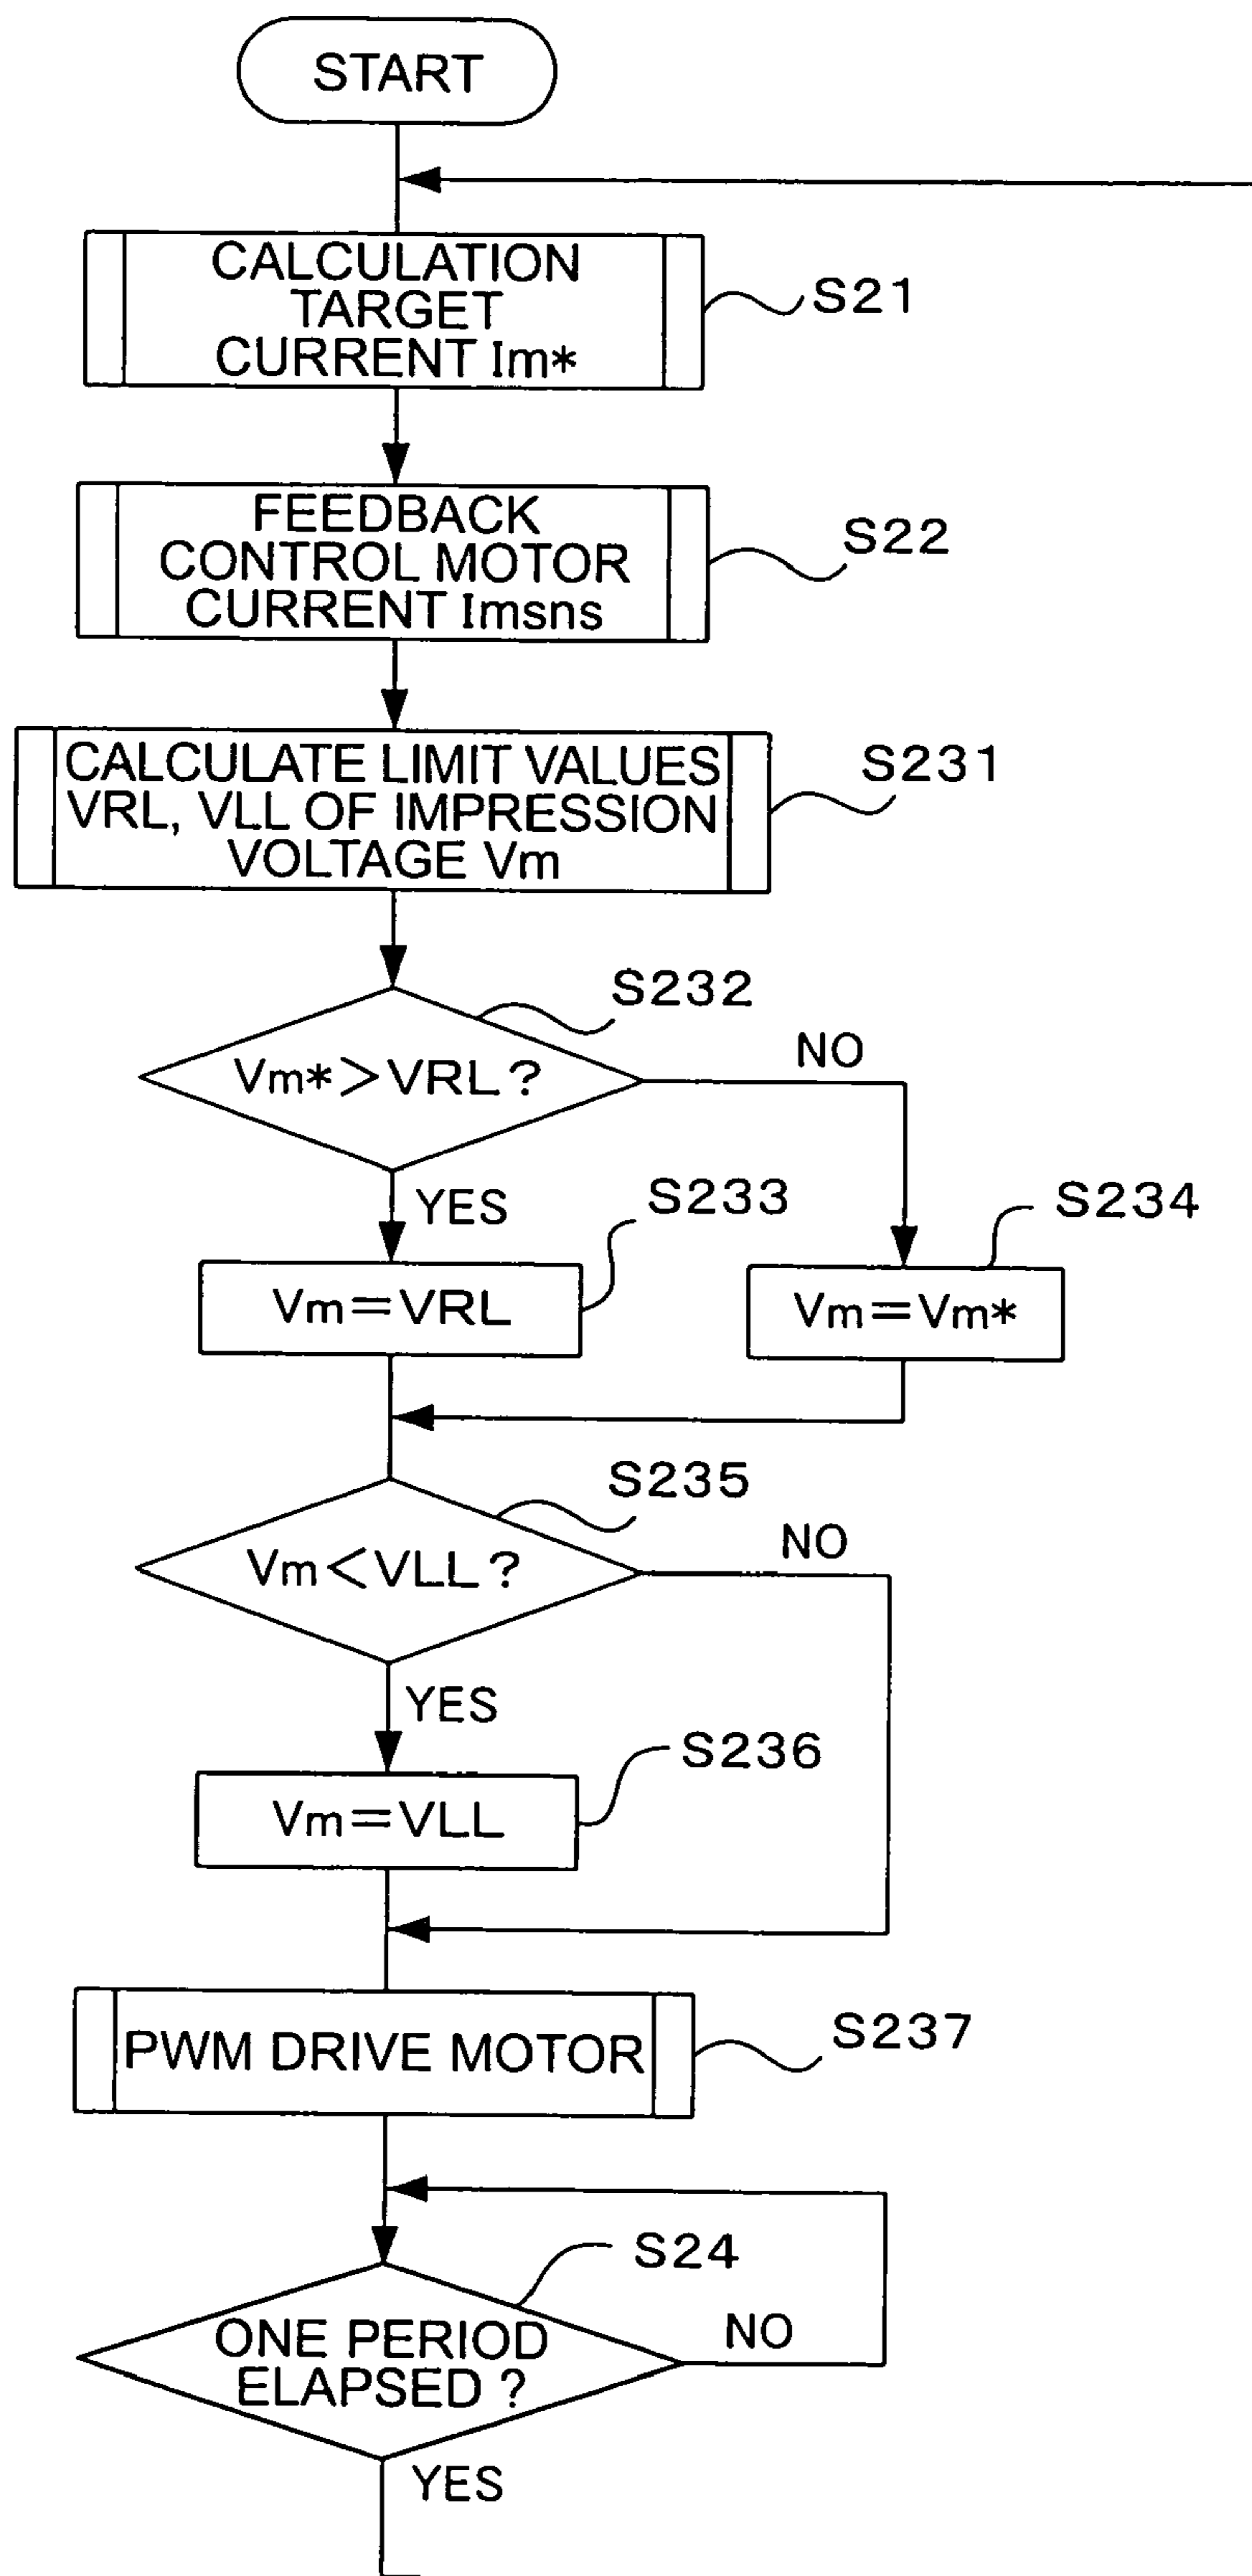 START
CALCULATION
TARGET
CURRENT Im*
S21
FEEDBACK
CONTROL MOTOR
CURRENT Imsns
S22
CALCULATE LIMIT VALUES
VRL, VLL OF IMPRESSION
VOLTAGE Vm
S231
S232
Vm*>VRL?
NO
YES
S233
S234
Vm=VRL
Vm=Vm*
S235
Vm<VLL?
NO
YES
S236
Vm=VLL
PWM DRIVE MOTOR
S237
S24
ONE PERIOD
ELAPSED?
NO
YES